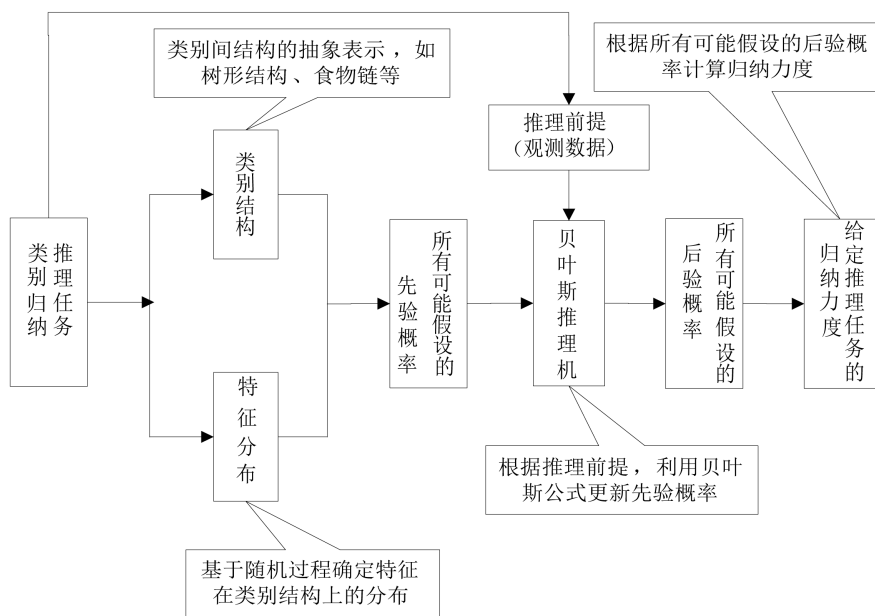 类别间结构的抽象表示，如
树形结构、食物链等
根据所有可能假设的后验概
率计算归纳力度
推理前提
（观测数据）
类别结构
类别归纳
推理任务
先验概率
所有可能假设的
贝叶斯推理机
后验概率
所有可能假设的
归纳力度
给定推理任务的
特征分布
根据推理前提，利用贝叶
斯公式更新先验概率
基于随机过程确定特征
在类别结构上的分布